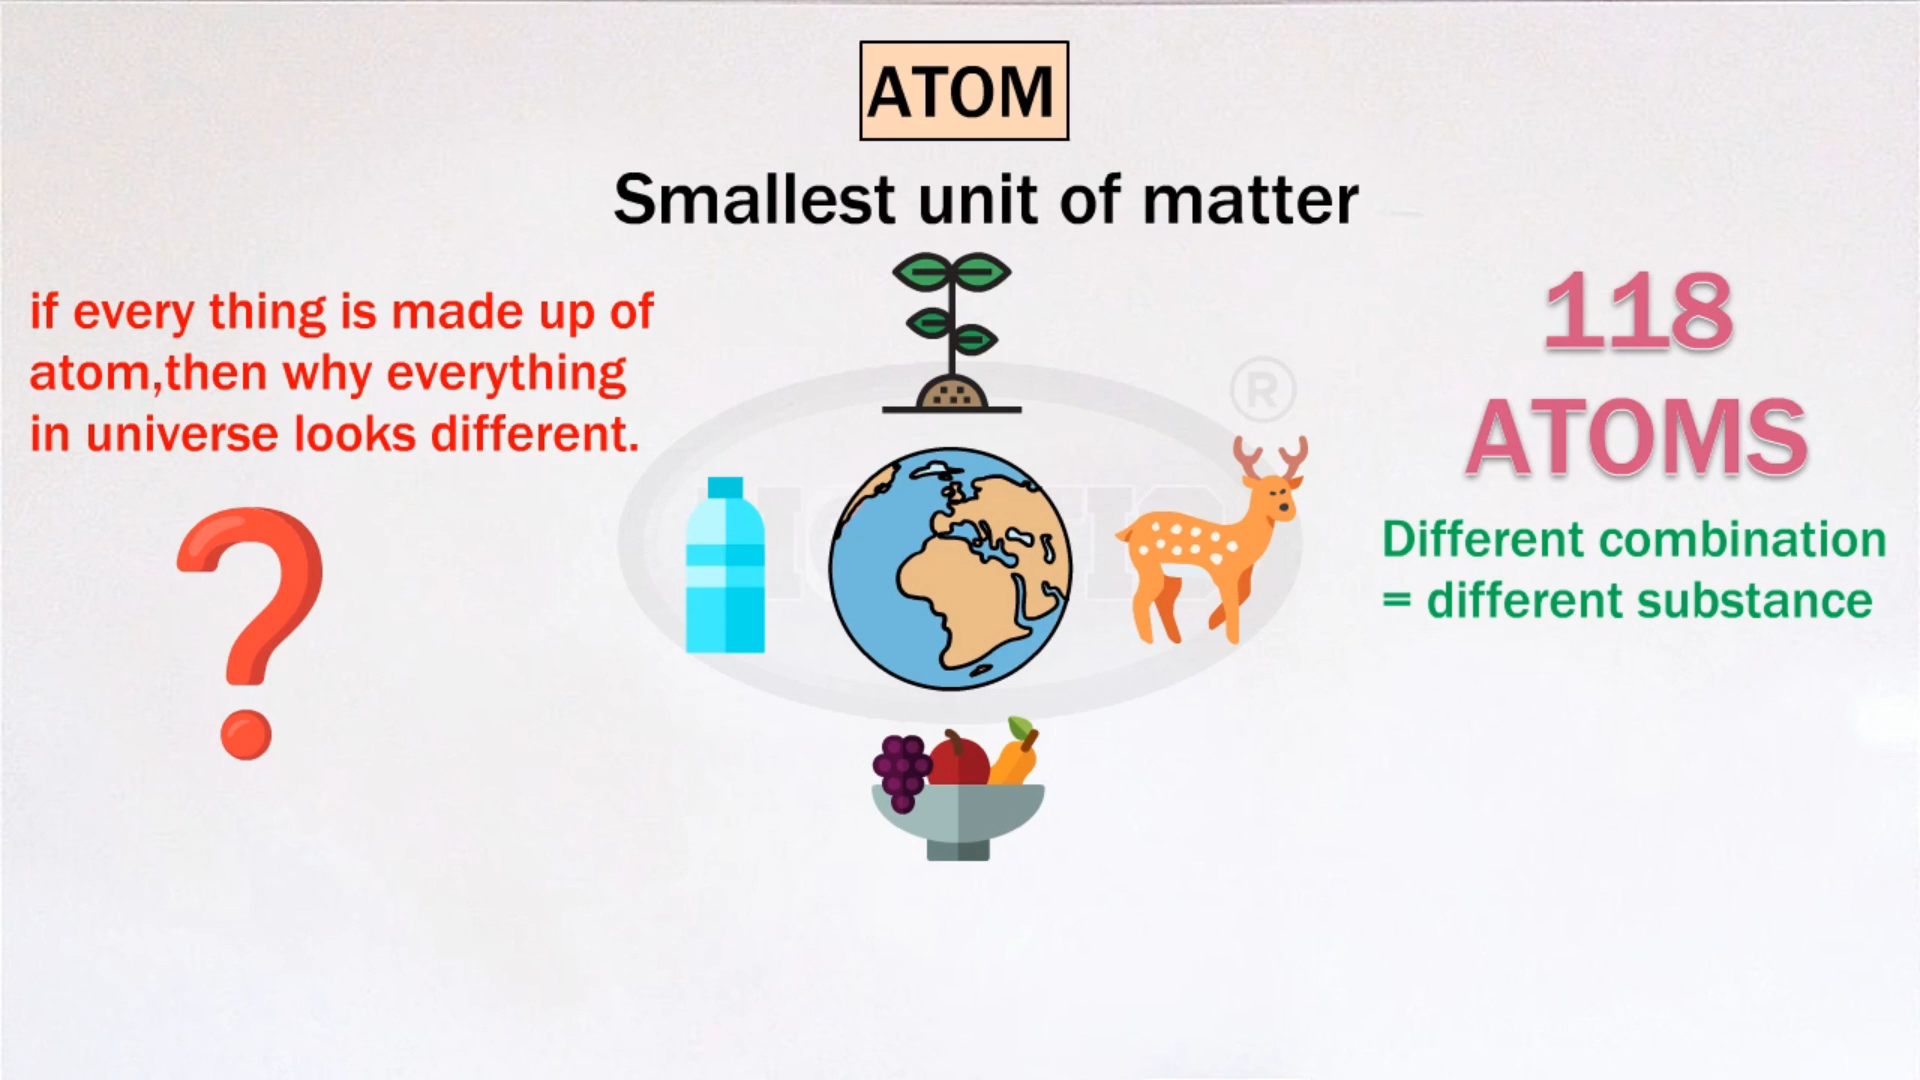 ATOM
Smallest unit of matter
if every thing is made up of
atom,then why everything
in universe looks different.
118
ATOMS
Different combination
= different substance
®